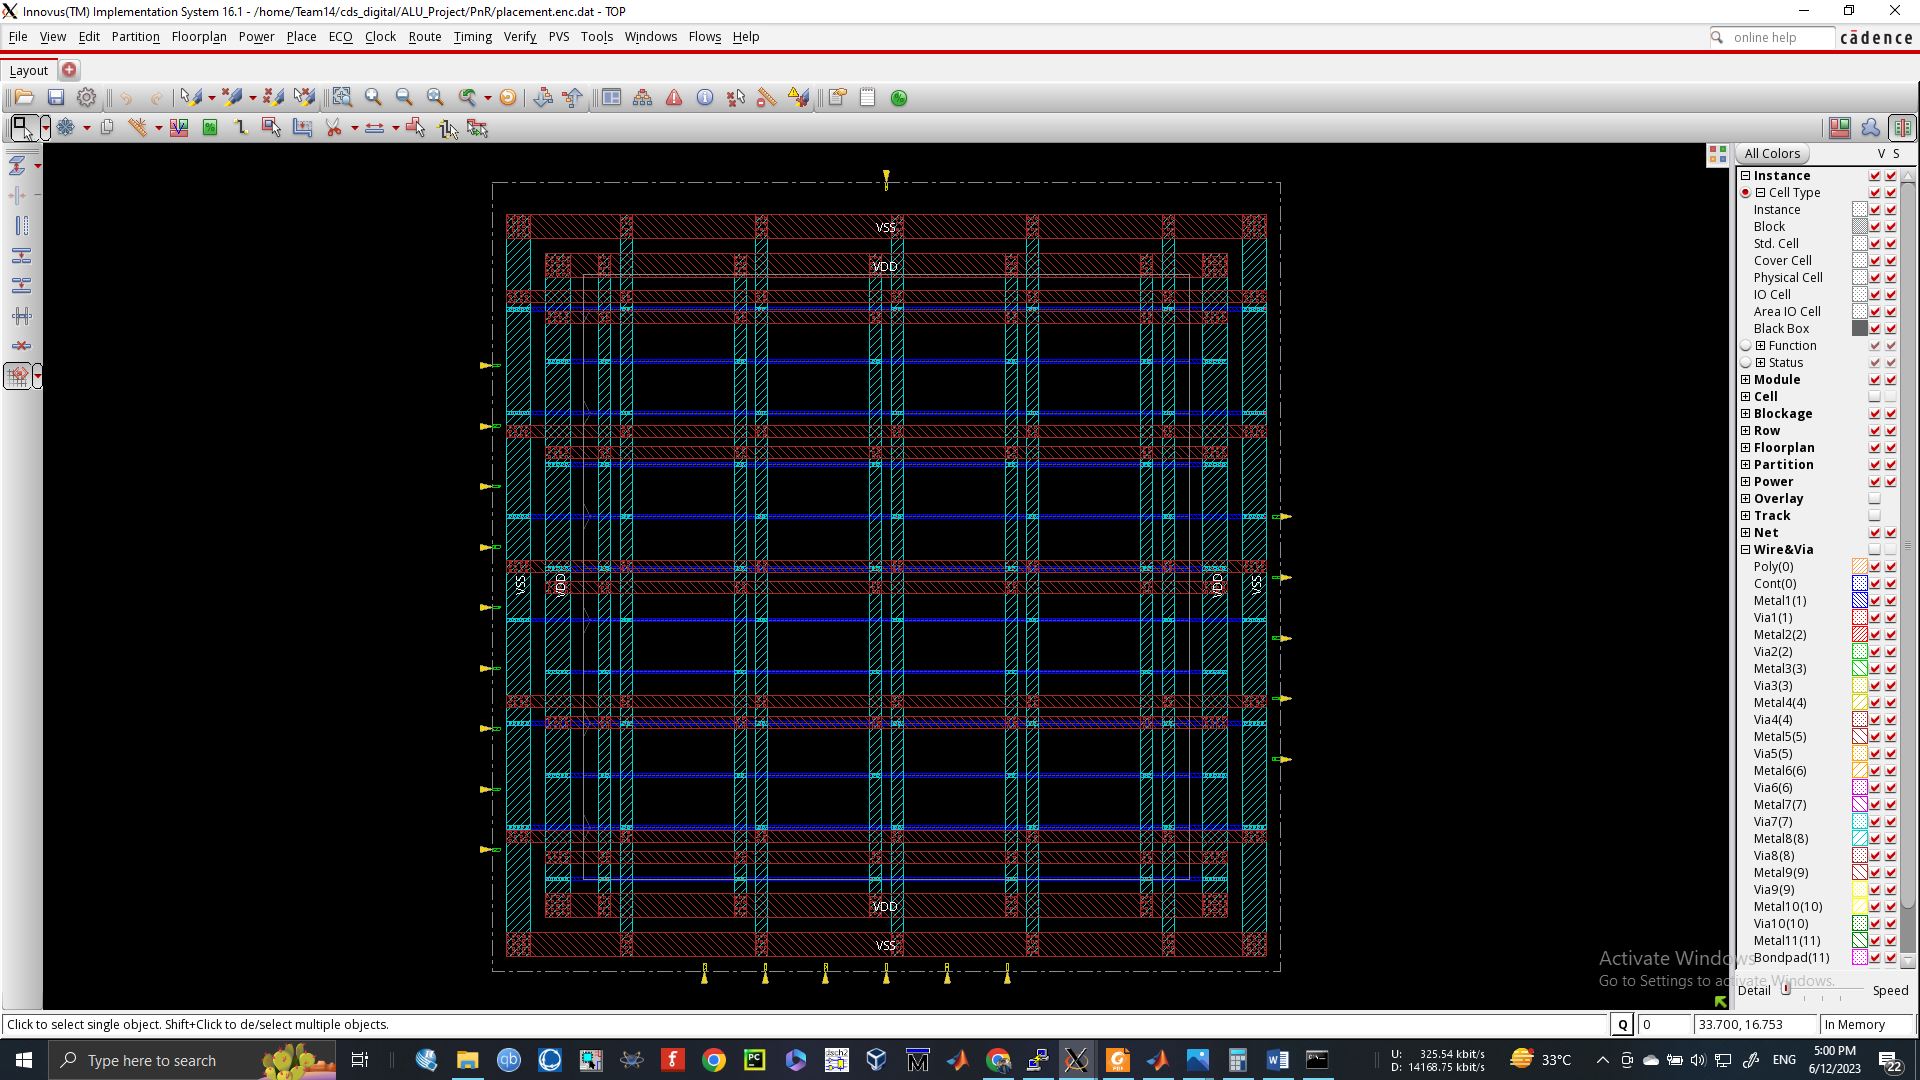 Innovus(TM) Implementation System 16.1 - /home/Team14/cds_digital/ALU_Project/PnR/placement.enc.dat - TOP
File View Edit Partition Floorplan Power Place ECO Clock Route Timing Verify PVS Tools Windows Flows Help
online help
cādence
Layout
All Colors V S
Instance
Cell Type
Instance
Block
Std. Cell
Cover Cell
Physical Cell
IO Cell
Area IO Cell
Black Box
Function
Status
Module
Cell
Blockage
Row
Floorplan
Partition
Power
Overlay
Track
Net
Wire&Via
Poly(0)
Cont(0)
Metal1(1)
Via1(1)
Metal2(2)
Via2(2)
Metal3(3)
Via3(3)
Metal4(4)
Via4(4)
Metal5(5)
Via5(5)
Metal6(6)
Via6(6)
Metal7(7)
Via7(7)
Metal8(8)
Via8(8)
Metal9(9)
Via9(9)
Metal10(10)
Via10(10)
Metal11(11)
Bondpad(11)
Detail Speed
VSS
VDD
VSS
VDD
VDD
VSS
VDD
VSS
Activate Windows
Go to Settings to activate Windows.
Click to select single object. Shift+Click to de/select multiple objects.
Q 0 33.700, 16.753 In Memory
Type here to search
U: 325.54 kbit/s
D: 14168.75 kbit/s
33°C
ENG
5:00 PM
6/12/2023
22